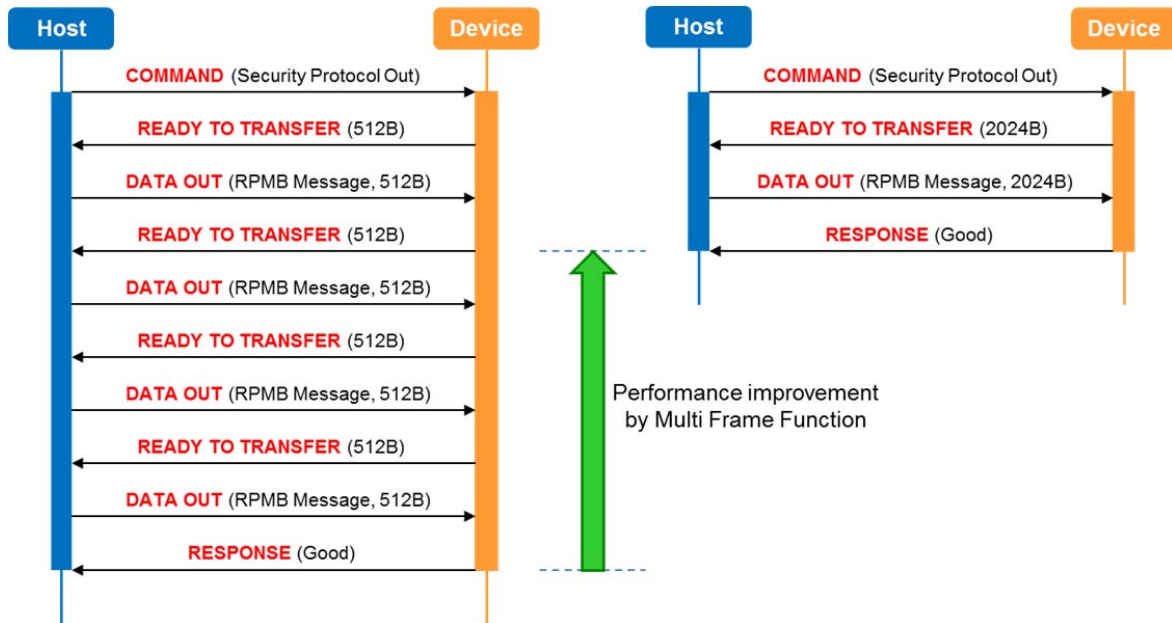 Host
Device
COMMAND (Security Protocol Out)
READY TO TRANSFER (512B)
DATA OUT (RPMB Message, 512B)
READY TO TRANSFER (512B)
DATA OUT (RPMB Message, 512B)
READY TO TRANSFER (512B)
DATA OUT (RPMB Message, 512B)
READY TO TRANSFER (512B)
DATA OUT (RPMB Message, 512B)
RESPONSE (Good)
Performance improvement
by Multi Frame Function
Host
Device
COMMAND (Security Protocol Out)
READY TO TRANSFER (2024B)
DATA OUT (RPMB Message, 2024B)
RESPONSE (Good)